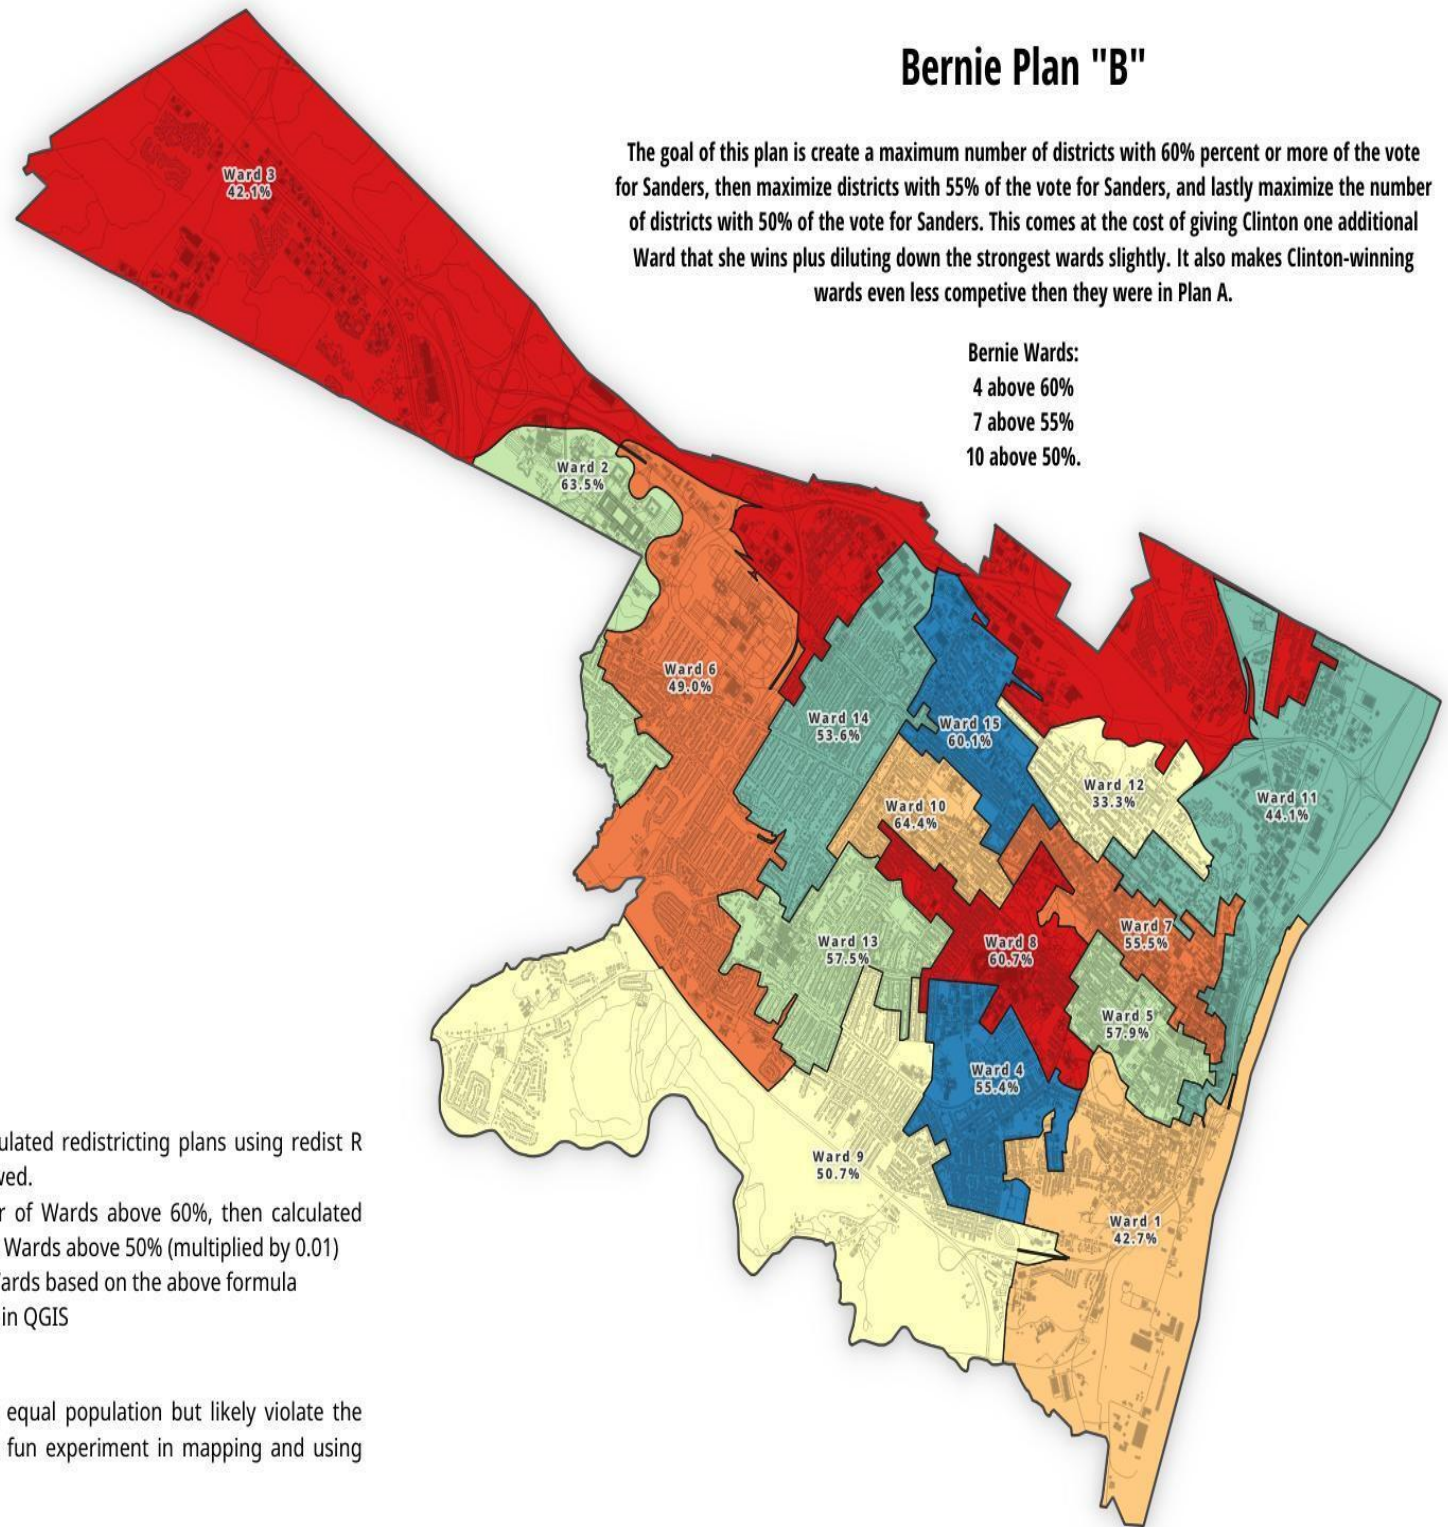 Bernie Plan "B"
The goal of this plan is create a maximum number of districts with 60% percent or more of the vote
for Sanders, then maximize districts with 55% of the vote for Sanders, and lastly maximize the number
of districts with 50% of the vote for Sanders. This comes at the cost of giving Clinton one additional
Ward that she wins plus diluting down the strongest wards slightly. It also makes Clinton-winning
wards even less competive then they were in Plan A.
Bernie Wards:
4 above 60%
7 above 55%
10 above 50%.
Ward 3
42.1%
Ward 2
63.5%
Ward 6
49.0%
Ward 14
53.6%
Ward 15
60.1%
Ward 12
33.3%
Ward 11
44.1%
Ward 10
64.4%
Ward 13
57.5%
Ward 8
60.7%
Ward 7
55.5%
Ward 5
57.9%
Ward 4
55.4%
Ward 9
50.7%
Ward 1
42.7%
ulated redistricting plans using redist R
ved.
r of Wards above 60%, then calculated
Wards above 50% (multiplied by 0.01)
ards based on the above formula
in QGIS
equal population but likely violate the
fun experiment in mapping and using